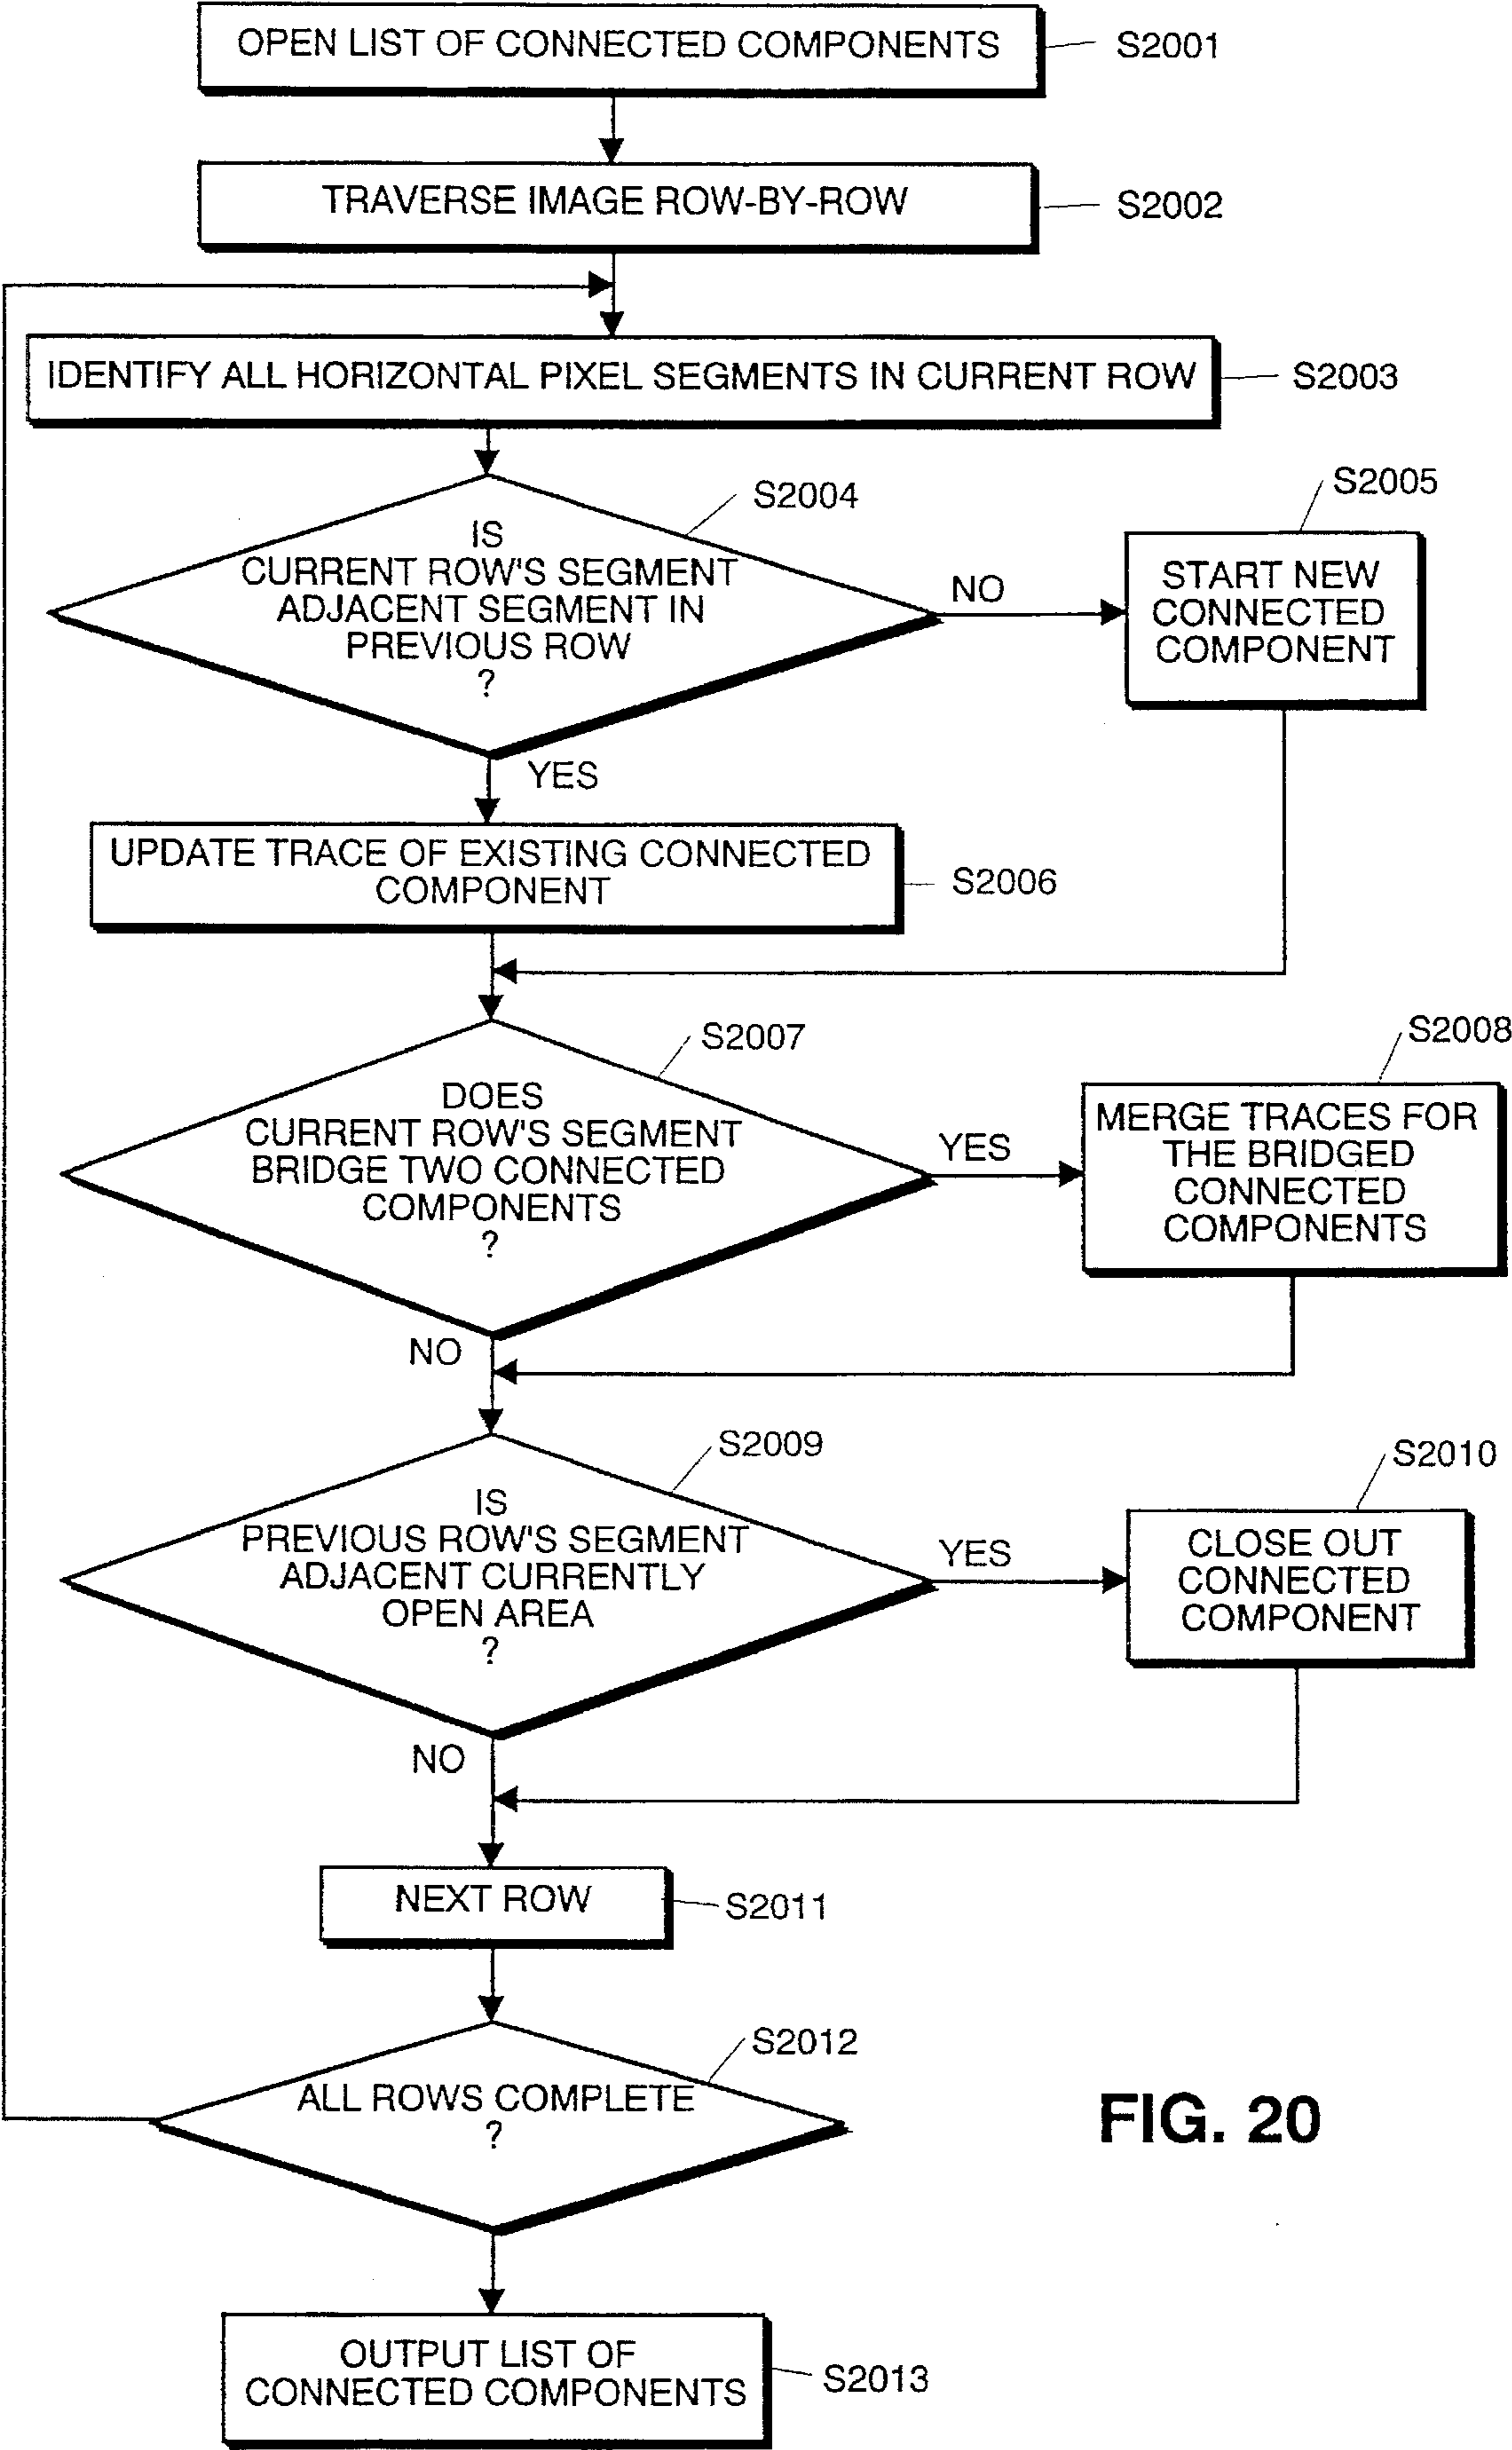 OPEN LIST OF CONNECTED COMPONENTS
S2001
TRAVERSE IMAGE ROW-BY-ROW
S2002
IDENTIFY ALL HORIZONTAL PIXEL SEGMENTS IN CURRENT ROW
S2003
S2004
IS
CURRENT ROW'S SEGMENT
ADJACENT SEGMENT IN
PREVIOUS ROW
?
NO
S2005
START NEW
CONNECTED
COMPONENT
YES
UPDATE TRACE OF EXISTING CONNECTED
COMPONENT
S2006
S2007
DOES
CURRENT ROW'S SEGMENT
BRIDGE TWO CONNECTED
COMPONENTS
?
YES
S2008
MERGE TRACES FOR
THE BRIDGED
CONNECTED
COMPONENTS
NO
S2009
IS
PREVIOUS ROW'S SEGMENT
ADJACENT CURRENTLY
OPEN AREA
?
YES
S2010
CLOSE OUT
CONNECTED
COMPONENT
NO
NEXT ROW
S2011
S2012
ALL ROWS COMPLETE
?
FIG. 20
OUTPUT LIST OF
CONNECTED COMPONENTS
S2013